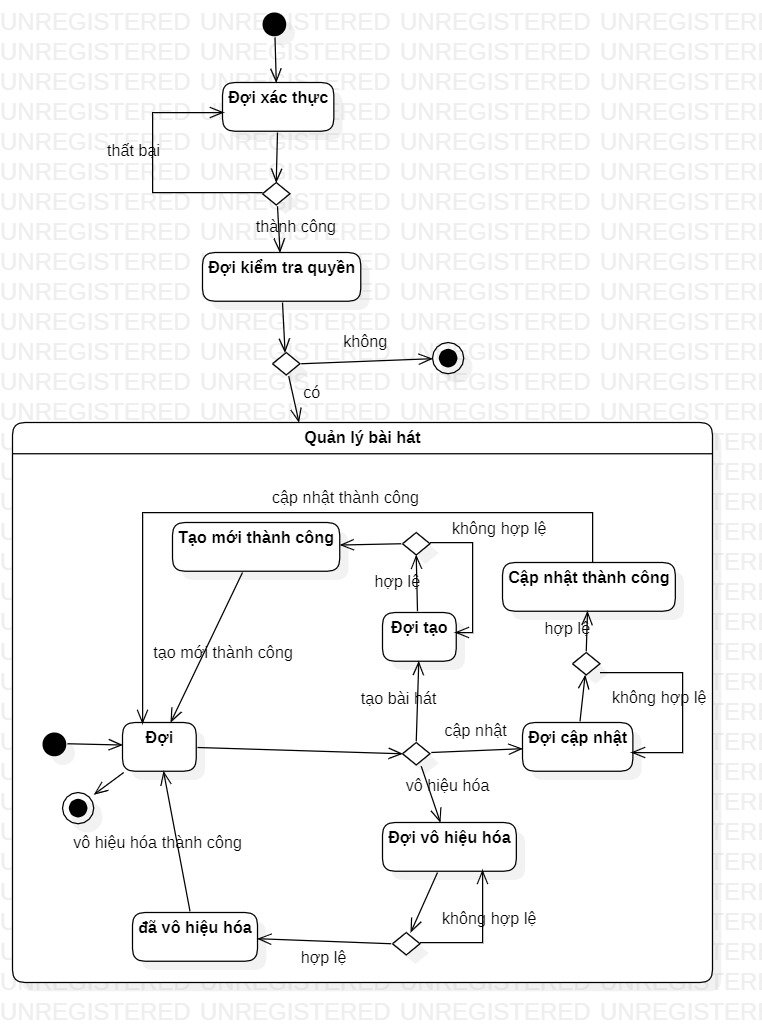 Đợi xác thực
thất bại
thành công
Đợi kiểm tra quyền
không
có
Quản lý bài hát
cập nhật thành công
không hợp lệ
Tạo mới thành công
hợp lệ
Cập nhật thành công
Đợi tạo
hợp lệ
tạo mới thành công
tạo bài hát
không hợp lệ
Đợi
cập nhật
Đợi cập nhật
vô hiệu hóa
vô hiệu hóa thành công
Đợi vô hiệu hóa
không hợp lệ
đã vô hiệu hóa
hợp lệ
UNREGISTERED